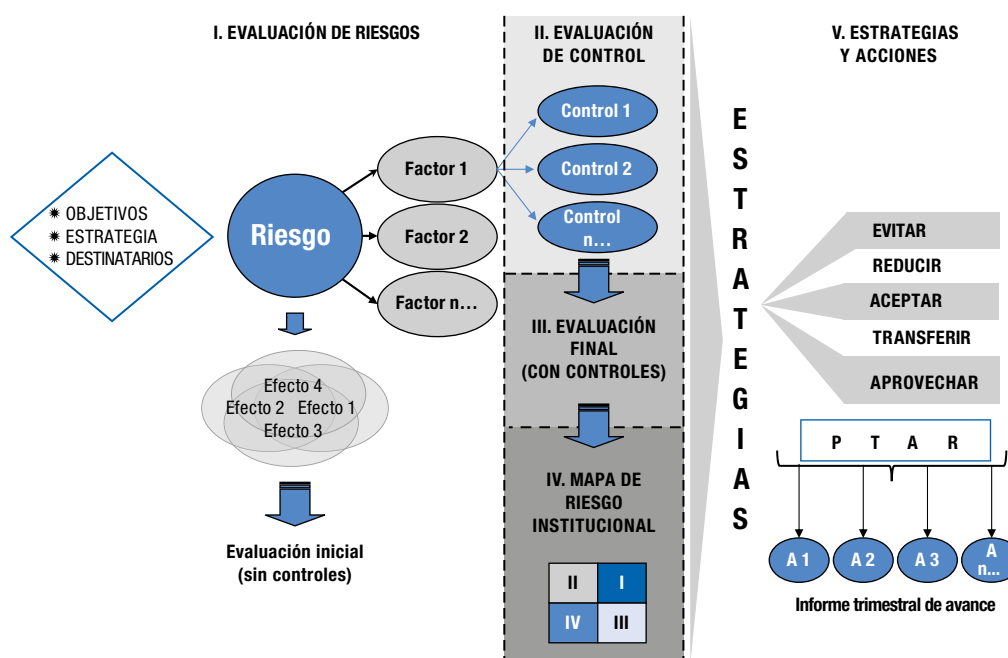 I. EVALUACIÓN DE RIESGOS
✷ OBJETIVOS
✷ ESTRATEGIA
✷ DESTINATARIOS
Riesgo
Factor 1
Factor 2
Factor n…
Efecto 4
Efecto 2 Efecto 1
Efecto 3
Evaluación inicial
(sin controles)
II. EVALUACIÓN
DE CONTROL
Control 1
Control 2
Control
n…
III. EVALUACIÓN
FINAL
(CON CONTROLES)
IV. MAPA DE
RIESGO
INSTITUCIONAL
II I
IV III
E
S
T
R
A
T
E
G
I
A
S
V. ESTRATEGIAS
Y ACCIONES
EVITAR
REDUCIR
ACEPTAR
TRANSFERIR
APROVECHAR
P T A R
A 1 A 2 A 3 A
n...
Informe trimestral de avance